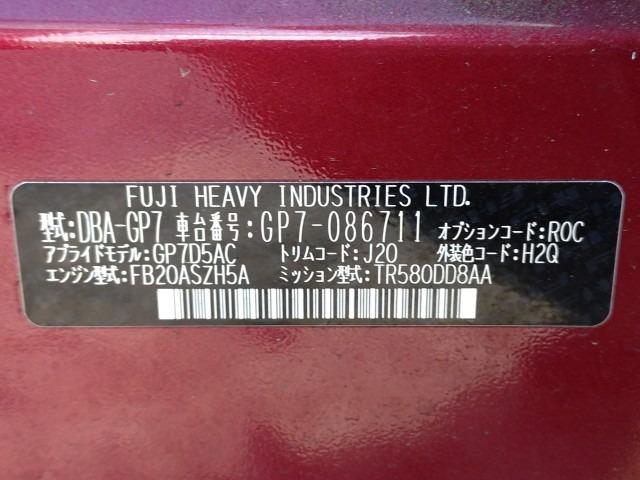 FUJI HEAVY INDUSTRIES LTD.
型式:DBA-GP7 車台番号:GP7-086711 オプションコード:ROC
アプライドモデル:GP7D5AC トリムコード:J20 外装色コード:H2Q
エンジン型式:FB20ASZH5A ミッション型式:TR580DD8AA